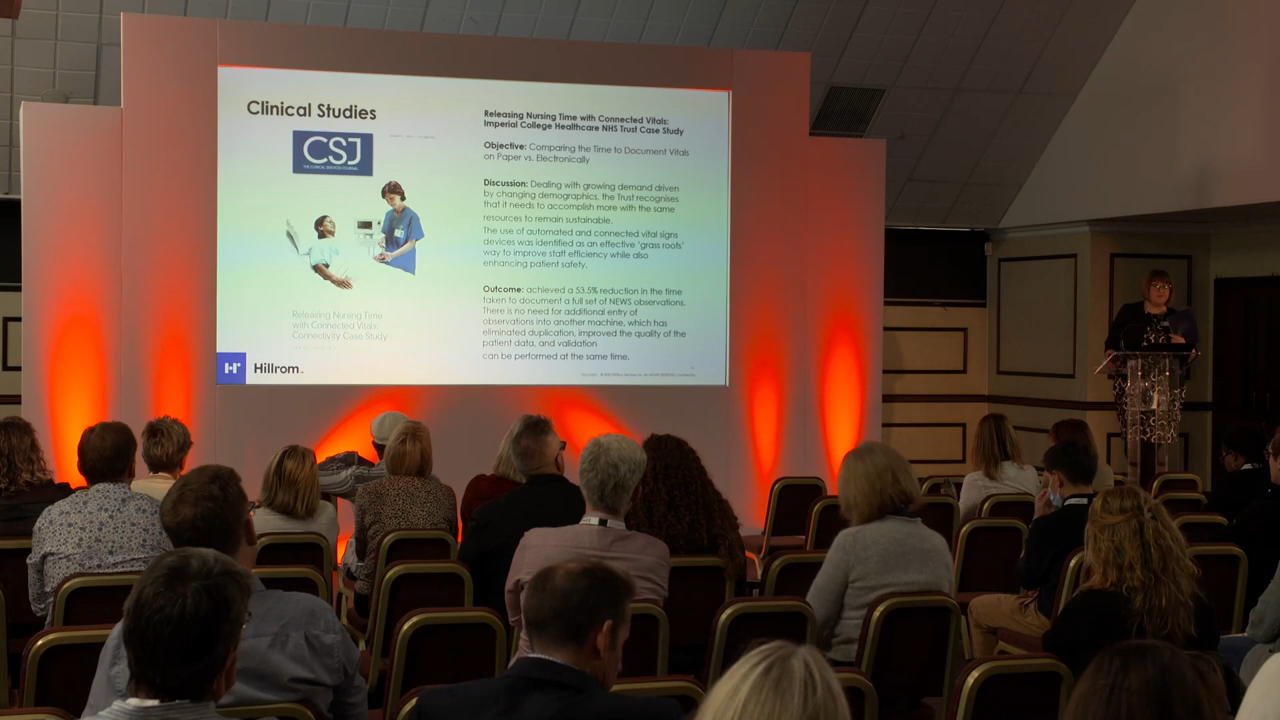 Clinical Studies
CSJ
THE CLINICAL SERVICES JOURNAL
Releasing Nursing Time
with Connected Vitals:
Connectivity Case Study
Hillrom
Releasing Nursing Time with Connected Vitals:
Imperial College Healthcare NHS Trust Case Study
Objective: Comparing the Time to Document Vitals
on Paper vs. Electronically
Discussion: Dealing with growing demand driven
by changing demographics, the Trust recognises
that it needs to accomplish more with the same
resources to remain sustainable.
The use of automated and connected vital signs
devices was identified as an effective 'grass roots'
way to improve staff efficiency while also
enhancing patient safety.
Outcome: achieved a 53.5% reduction in the time
taken to document a full set of NEWS observations.
There is no need for additional entry of
observations into another machine, which has
eliminated duplication, improved the quality of the
patient data, and validation
can be performed at the same time.